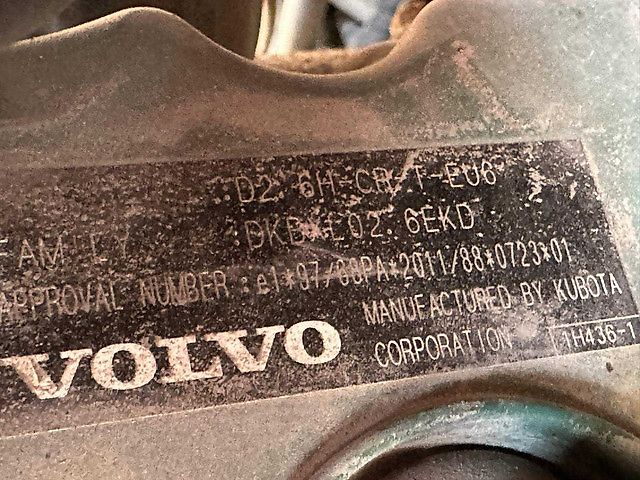 :D2.6H-CR-T-E06
FAMILY :DKBXL02.6EKD
APPROVAL NUMBER :e1*97/68PA*2011/88*0723*01
VOLVO
MANUFACTURED BY KUBOTA
CORPORATION
1H436-1